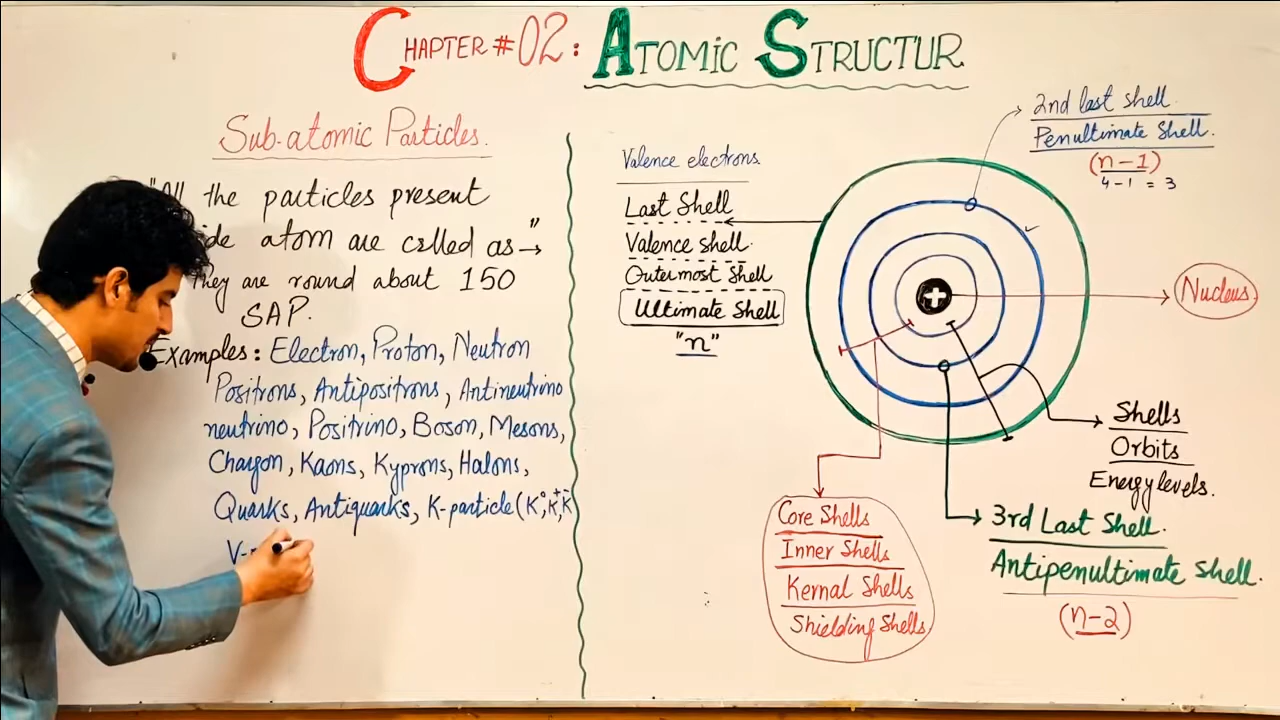 CHAPTER # 02: ATOMIC STRUCTUR
Sub-atomic Particles.
"All the particles present
ide atom are called as → "
They are round about 150
SAP.
Examples: Electron, Proton, Neutron
Positrons, Antipositrons, Antineutrino
neutrino, Positrino, Boson, Mesons,
Chargon, Kaons, Kyprons, Halons,
Quarks, Antiquarks, K-particle (K°, K⁺, K⁻
V-
Valence electrons.
Last Shell
Valence shell.
Outermost Shell
Ultimate Shell
"n"
2nd last shell.
Penultimate Shell.
(n-1)
4-1 = 3
+
Nucleus
Shells
Orbits
Energy levels.
3rd Last Shell.
Antipenultimate Shell.
(n-2)
Core Shells
Inner Shells
Kernal Shells
Shielding Shells